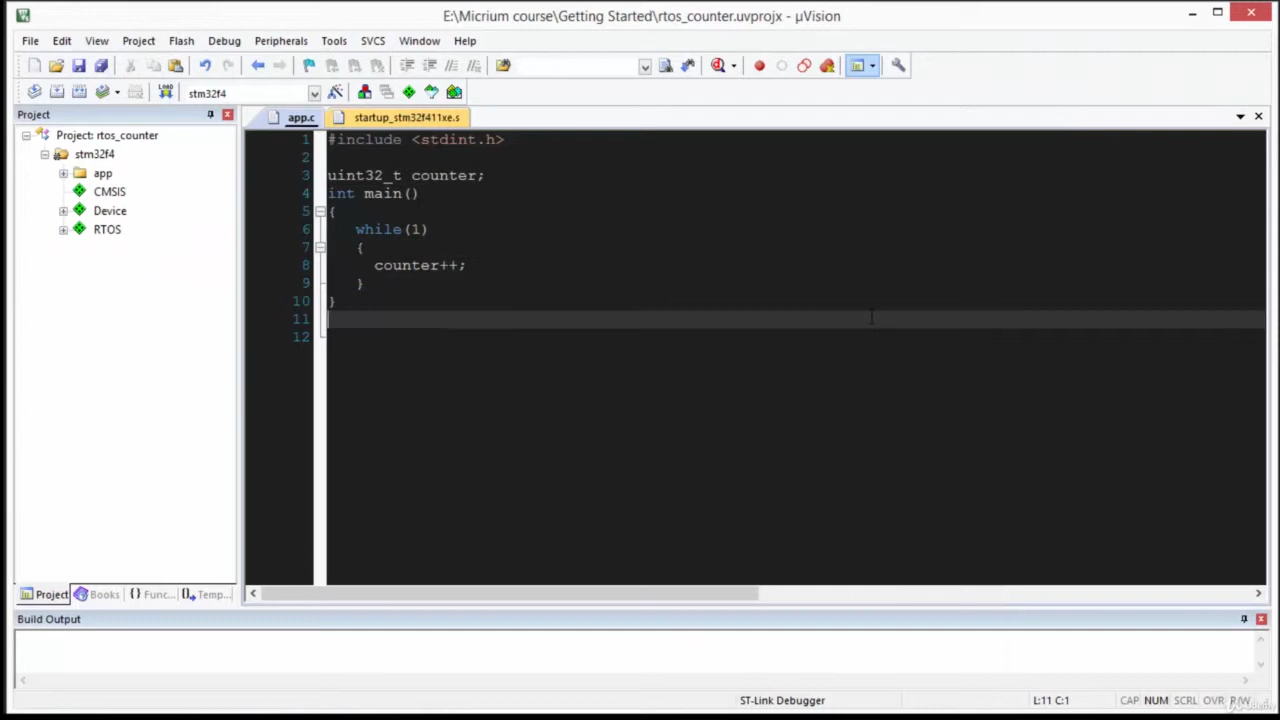 E:\Micrium course\Getting Started\rtos_counter.uvprojx - µVision
File Edit View Project Flash Debug Peripherals Tools SVCS Window Help
LOAD stm32f4
Project
app.c startup_stm32f411xe.s
Project: rtos_counter
stm32f4
app
CMSIS
Device
RTOS
1 #include <stdint.h>
2
3 uint32_t counter;
4 int main()
5 {
6 while(1)
7 {
8 counter++;
9 }
10 }
11
12
Project Books {} Func... Temp...
Build Output
ST-Link Debugger L:11 C:1 CAP NUM SCRL OVR R/W
Udemy